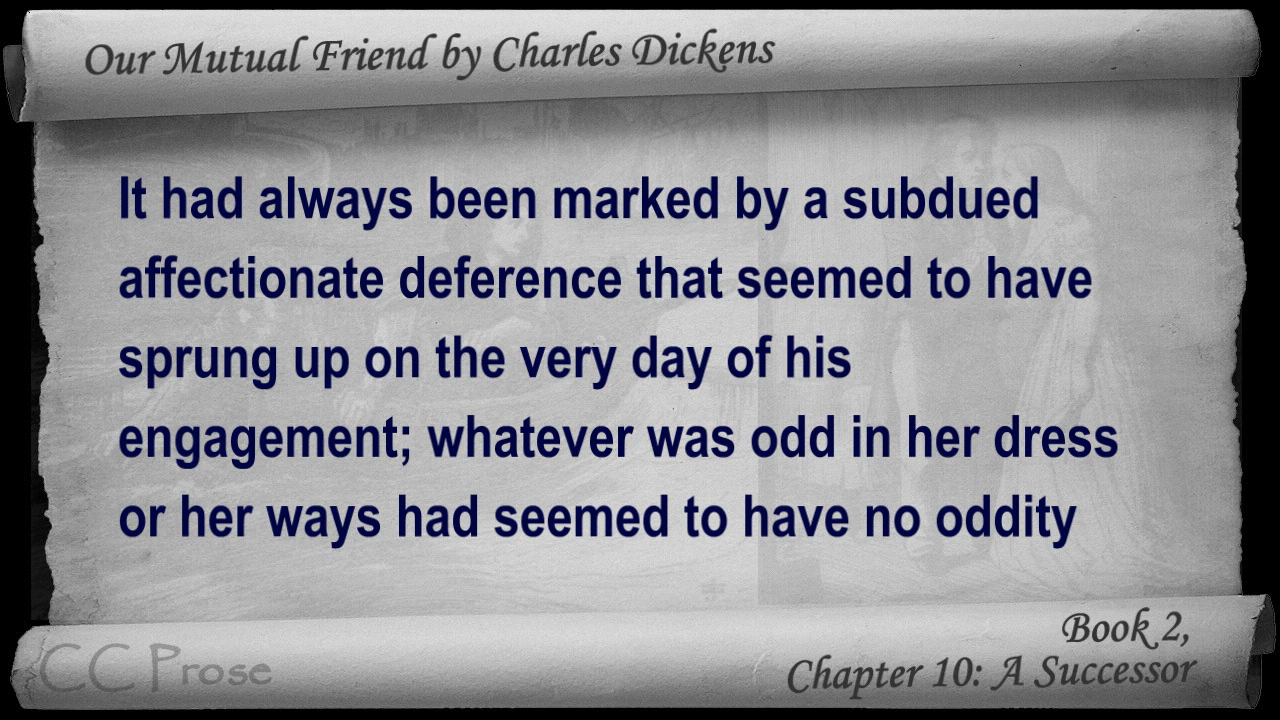 Our Mutual Friend by Charles Dickens
It had always been marked by a subdued
affectionate deference that seemed to have
sprung up on the very day of his
engagement; whatever was odd in her dress
or her ways had seemed to have no oddity
Book 2,
CC Prose
Chapter 10: A Successor